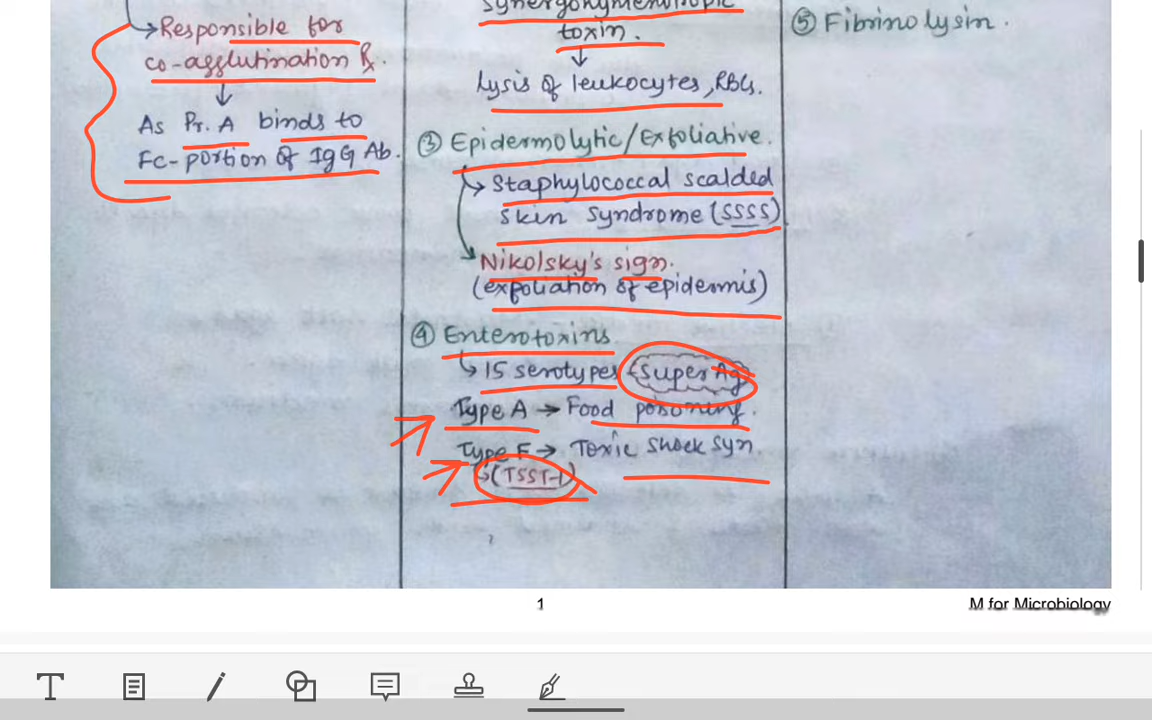 Responsible for
co-agglutination Rx.
As Pr. A binds to
Fc-portion of IgG Ab.
synergohymenotropic
toxin.
Lysis of leukocytes, RBCs.
③ Epidermolytic/Exfoliative.
Staphylococcal scalded
skin syndrome (SSSS)
Nikolsky's sign.
(exfoliation of epidermis)
④ Enterotoxins
15 serotypes (Super Ag)
Type A → Food poisoning.
Type F → Toxic shock syn
(TSST-1)
⑤ Fibrinolysin.
1
M for Microbiology
T